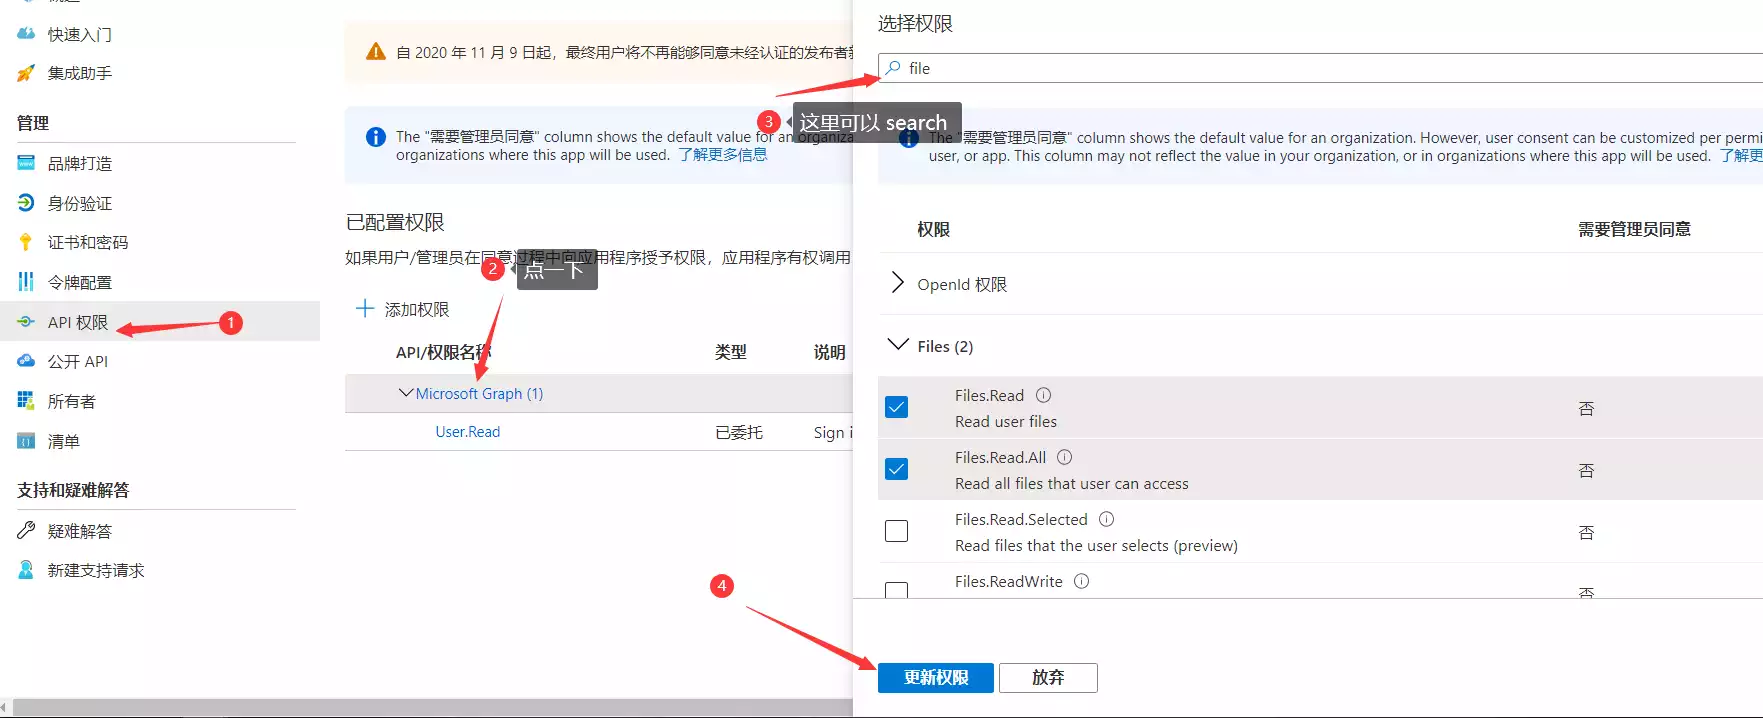 快速入门
集成助手
管理
品牌打造
身份验证
证书和密码
令牌配置
API 权限
1
公开 API
所有者
清单
支持和疑难解答
疑难解答
新建支持请求
自 2020 年 11 月 9 日起，最终用户将不再能够同意未经认证的发布者
The "需要管理员同意" column shows the default value for an organiza
organizations where this app will be used. 了解更多信息
已配置权限
如果用户/管理员在同意过程中向应用程序授予权限，应用程序有权调用
2
点一下
添加权限
API/权限名称 类型 说明
Microsoft Graph (1)
User.Read 已委托 Sign i
4
选择权限
file
3
这里可以 search
The "需要管理员同意" column shows the default value for an organization. However, user consent can be customized per permi
user, or app. This column may not reflect the value in your organization, or in organizations where this app will be used. 了解更
权限 需要管理员同意
OpenId 权限
Files (2)
Files.Read
Read user files
否
Files.Read.All
Read all files that user can access
否
Files.Read.Selected
Read files that the user selects (preview)
否
Files.ReadWrite
否
更新权限 放弃